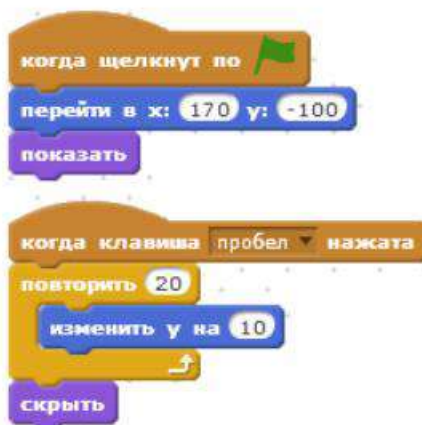 когда щелкнут по
перейти в x: 170 y: -100
показать
когда клавиша пробел нажата
повторить 20
изменить y на 10
скрыть